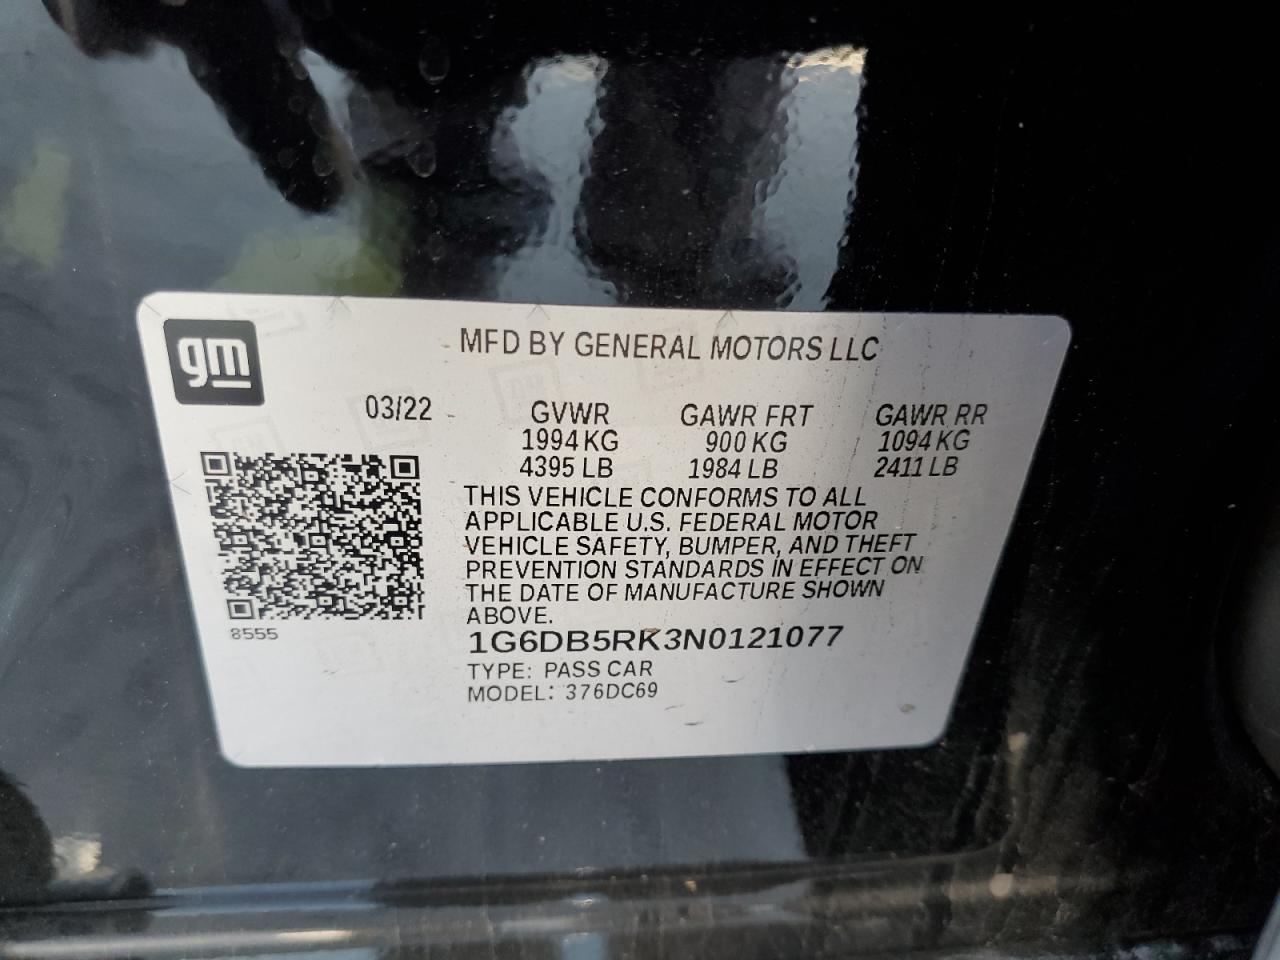 gm
MFD BY GENERAL MOTORS LLC
03/22
GVWR GAWR FRT GAWR RR
1994 KG 900 KG 1094 KG
4395 LB 1984 LB 2411 LB
THIS VEHICLE CONFORMS TO ALL
APPLICABLE U.S. FEDERAL MOTOR
VEHICLE SAFETY, BUMPER, AND THEFT
PREVENTION STANDARDS IN EFFECT ON
THE DATE OF MANUFACTURE SHOWN
ABOVE.
8555
1G6DB5RK3N0121077
TYPE: PASS CAR
MODEL: 376DC69